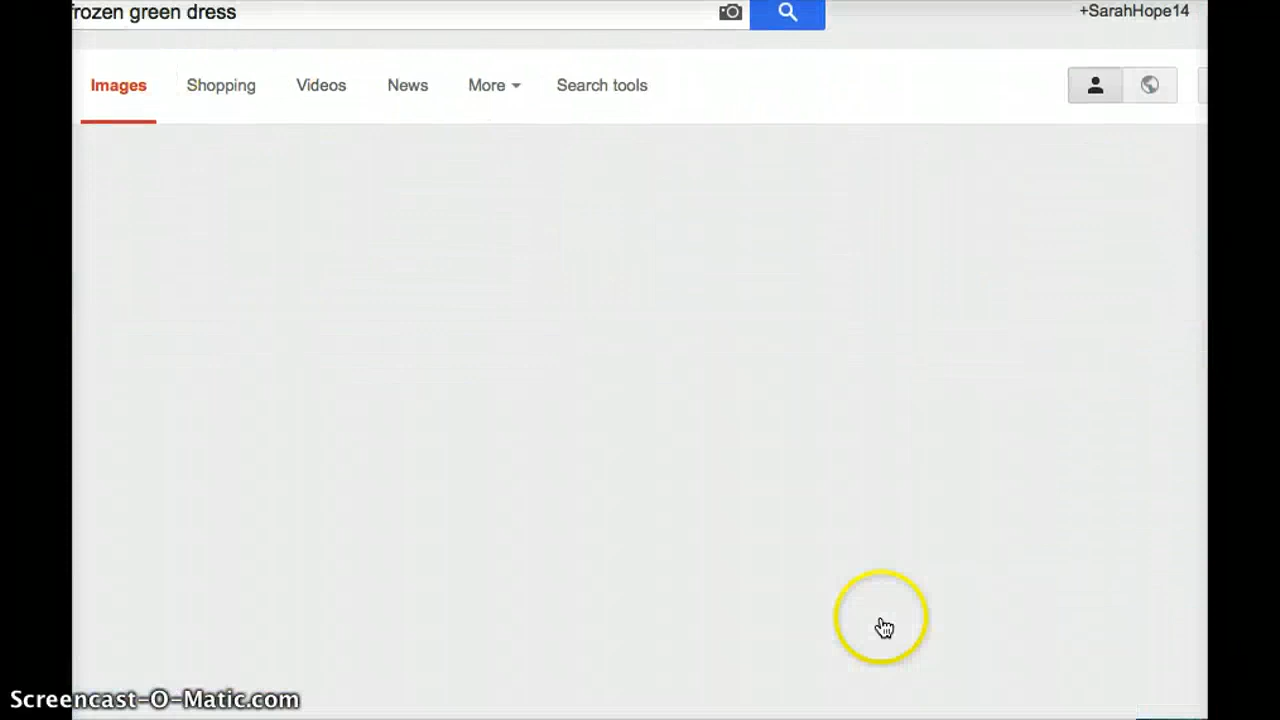 frozen green dress
+SarahHope14
Images Shopping Videos News More Search tools
Screencast-O-Matic.com